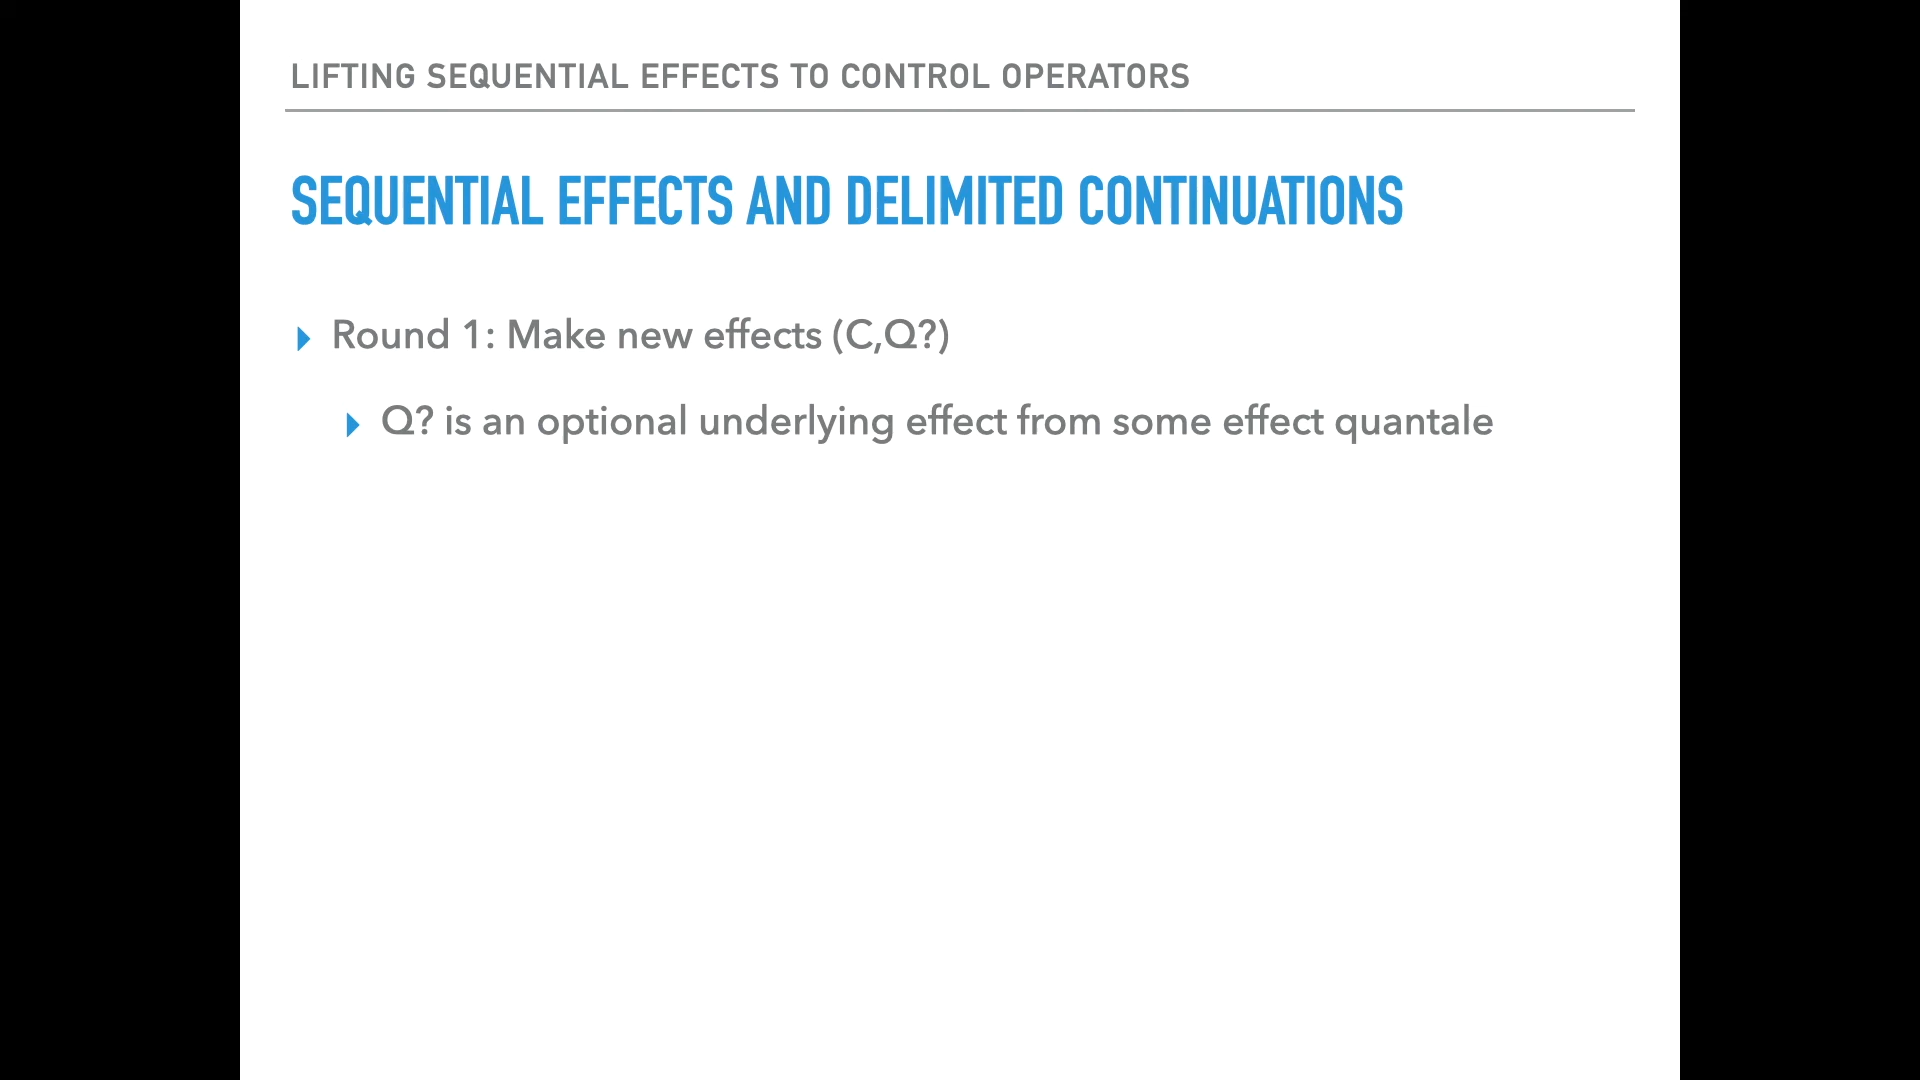 LIFTING SEQUENTIAL EFFECTS TO CONTROL OPERATORS
SEQUENTIAL EFFECTS AND DELIMITED CONTINUATIONS
Round 1: Make new effects (C,Q?)
Q? is an optional underlying effect from some effect quantale